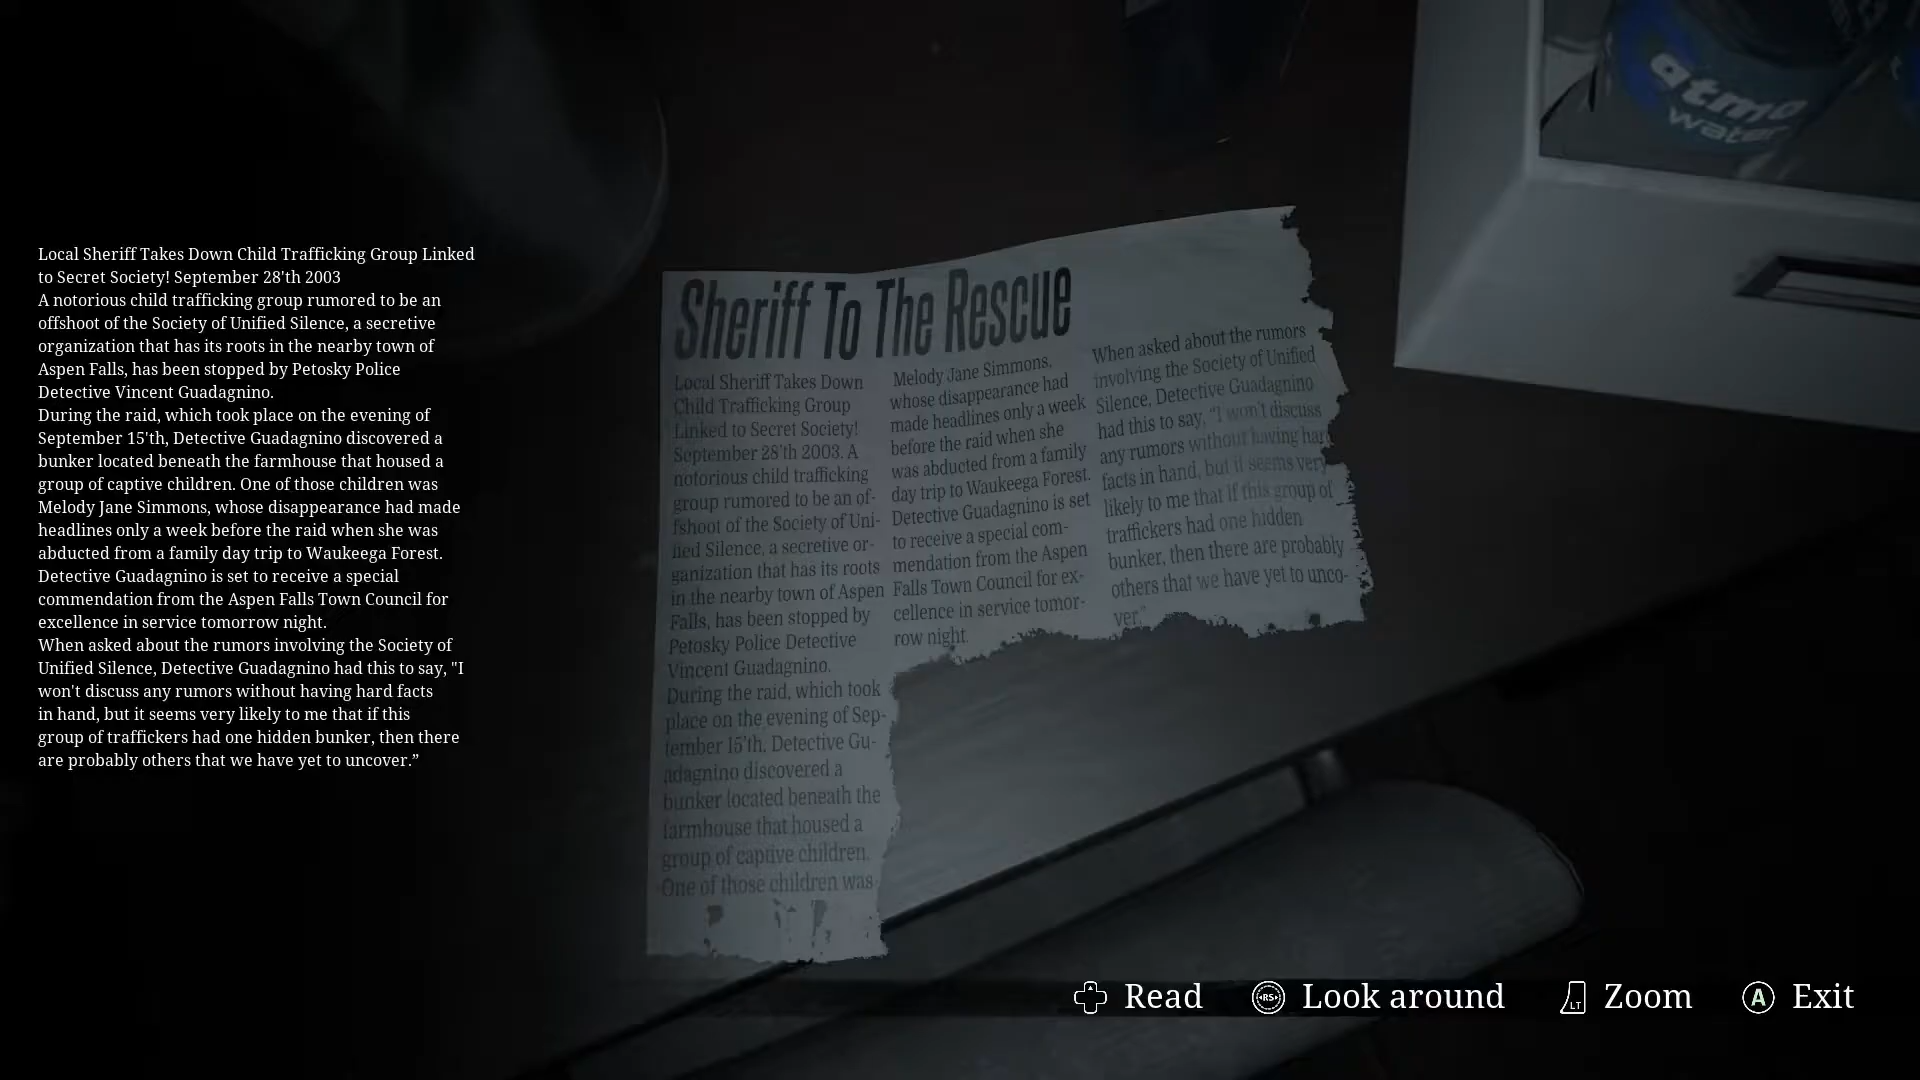 Local Sheriff Takes Down Child Trafficking Group Linked
to Secret Society! September 28'th 2003
A notorious child trafficking group rumored to be an
offshoot of the Society of Unified Silence, a secretive
organization that has its roots in the nearby town of
Aspen Falls, has been stopped by Petosky Police
Detective Vincent Guadagnino.
During the raid, which took place on the evening of
September 15'th, Detective Guadagnino discovered a
bunker located beneath the farmhouse that housed a
group of captive children. One of those children was
Melody Jane Simmons, whose disappearance had made
headlines only a week before the raid when she was
abducted from a family day trip to Waukeega Forest.
Detective Guadagnino is set to receive a special
commendation from the Aspen Falls Town Council for
excellence in service tomorrow night.
When asked about the rumors involving the Society of
Unified Silence, Detective Guadagnino had this to say, "I
won't discuss any rumors without having hard facts
in hand, but it seems very likely to me that if this
group of traffickers had one hidden bunker, then there
are probably others that we have yet to uncover.”
Sheriff To The Rescue
Local Sheriff Takes Down
Child Trafficking Group
Linked to Secret Society!
September 28'th 2003. A
notorious child trafficking
group rumored to be an of-
fshoot of the Society of Uni-
fied Silence, a secretive or-
ganization that has its roots
in the nearby town of Aspen
Falls, has been stopped by
Petosky Police Detective
Vincent Guadagnino.
During the raid, which took
place on the evening of Sep-
tember 15'th, Detective Gu-
adagnino discovered a
bunker located beneath the
farmhouse that housed a
group of captive children.
One of those children was
Melody Jane Simmons,
whose disappearance had
made headlines only a week
before the raid when she
was abducted from a family
day trip to Waukeega Forest.
Detective Guadagnino is set
to receive a special com-
mendation from the Aspen
Falls Town Council for ex-
cellence in service tomor-
row night.
When asked about the rumors
involving the Society of Unified
Silence, Detective Guadagnino
had this to say, “I won't discuss
any rumors without having hard
facts in hand, but it seems very
likely to me that if this group of
traffickers had one hidden
bunker, then there are probably
others that we have yet to unco-
ver.”
atmo
water
RS
Look around
Read
LT
Zoom
A
Exit